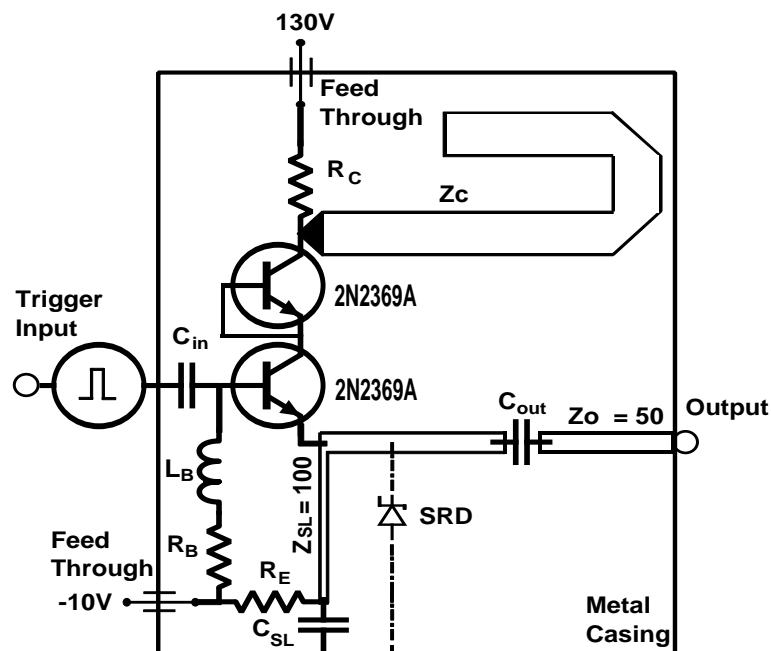 130V
Feed
Through
R C
Zc
2N2369A
Trigger
Input
C in
2N2369A
C out
Zo = 50
Output
L B
Z SL = 100
SRD
Feed
Through
R B
R E
-10V
C SL
Metal
Casing